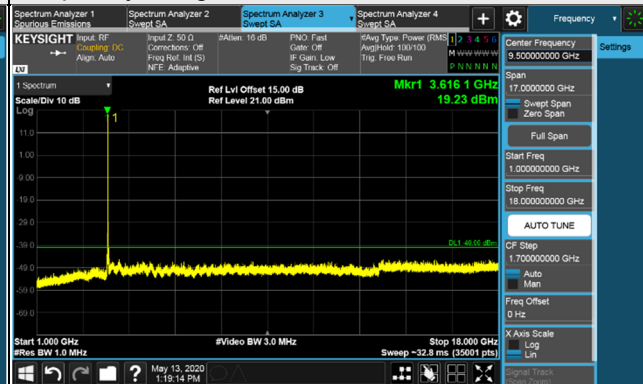 Spectrum Analyzer 1
Spurious Emissions
Spectrum Analyzer 2
Swept SA
Spectrum Analyzer 3
Swept SA
Spectrum Analyzer 4
Swept SA
+
Frequency
KEYSIGHT
Input: RF
Coupling: DC
Align: Auto
Input Z: 50 Ω
Corrections: Off
Freq Ref: Int (S)
NFE: Adaptive
#Atten: 16 dB
PNO: Fast
Gate: Off
IF Gain: Low
Sig Track: Off
#Avg Type: Power (RMS
Avg|Hold: 100/100
Trig: Free Run
1 2 3 4 5 6
M W W W W W
P N N N N N
LXI
Center Frequency
9.500000000 GHz
Settings
1 Spectrum
Scale/Div 10 dB
Log
Ref Lvl Offset 15.00 dB
Ref Level 21.00 dBm
Mkr1 3.616 1 GHz
19.23 dBm
Span
17.0000000 GHz
Swept Span
Zero Span
Full Span
Start Freq
1.000000000 GHz
Stop Freq
18.000000000 GHz
AUTO TUNE
CF Step
1.700000000 GHz
Auto
Man
Freq Offset
0 Hz
X Axis Scale
Log
Lin
Signal Track
(Span Zoom)
1
11.0
1.00
-9.00
-19.0
-29.0
-39.0
DL1 -40.00 dBm
-49.0
-59.0
-69.0
Start 1.000 GHz
#Res BW 1.0 MHz
#Video BW 3.0 MHz
Stop 18.000 GHz
Sweep ~32.8 ms (35001 pts)
?
May 13, 2020
1:19:14 PM